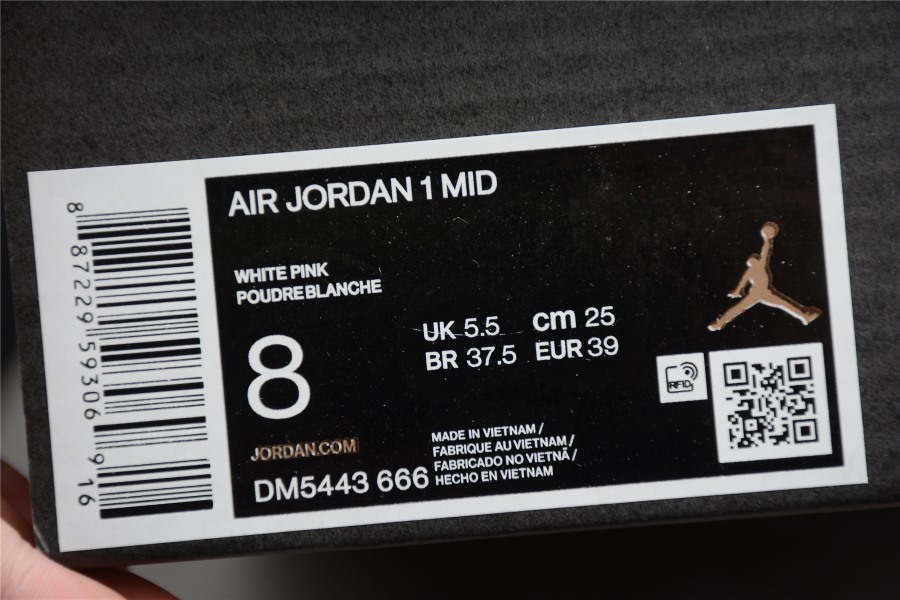 AIR JORDAN 1 MID
WHITE PINK
POUDRE BLANCHE
8
UK 5.5 cm 25
BR 37.5 EUR 39
JORDAN.COM
DM5443 666
MADE IN VIETNAM /
FABRIQUE AU VIETNAM /
FABRICADO NO VIETNÃ /
HECHO EN VIETNAM
RFID
8 87229 59306 9 16